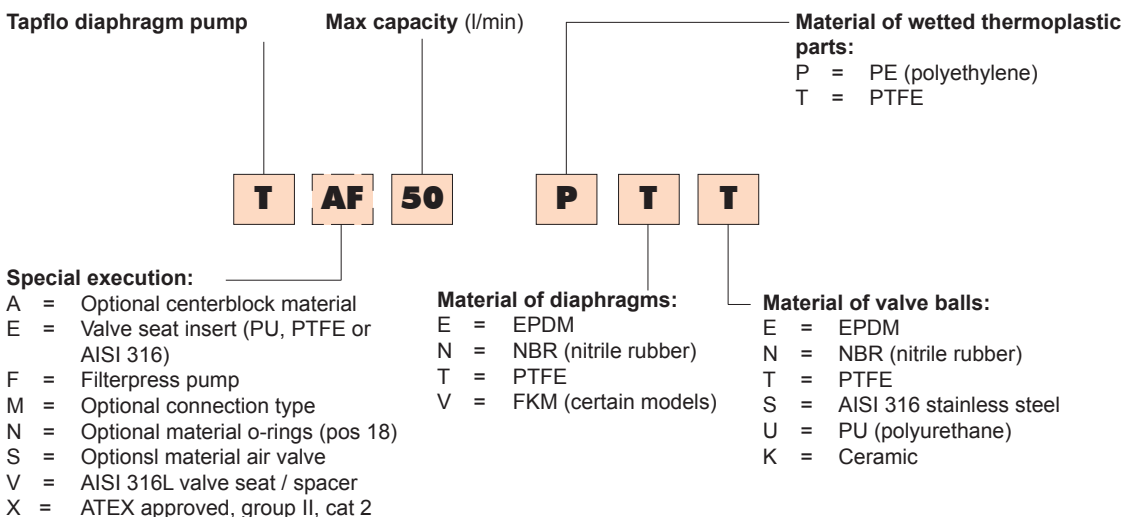 Tapflo diaphragm pump
Max capacity (l/min)
Material of wetted thermoplastic
parts:
P = PE (polyethylene)
T = PTFE
T AF 50 P T T
Special execution:
A = Optional centerblock material
E = Valve seat insert (PU, PTFE or
AISI 316)
F = Filterpress pump
M = Optional connection type
N = Optional material o-rings (pos 18)
S = Optionsl material air valve
V = AISI 316L valve seat / spacer
X = ATEX approved, group II, cat 2
Material of diaphragms:
E = EPDM
N = NBR (nitrile rubber)
T = PTFE
V = FKM (certain models)
Material of valve balls:
E = EPDM
N = NBR (nitrile rubber)
T = PTFE
S = AISI 316 stainless steel
U = PU (polyurethane)
K = Ceramic